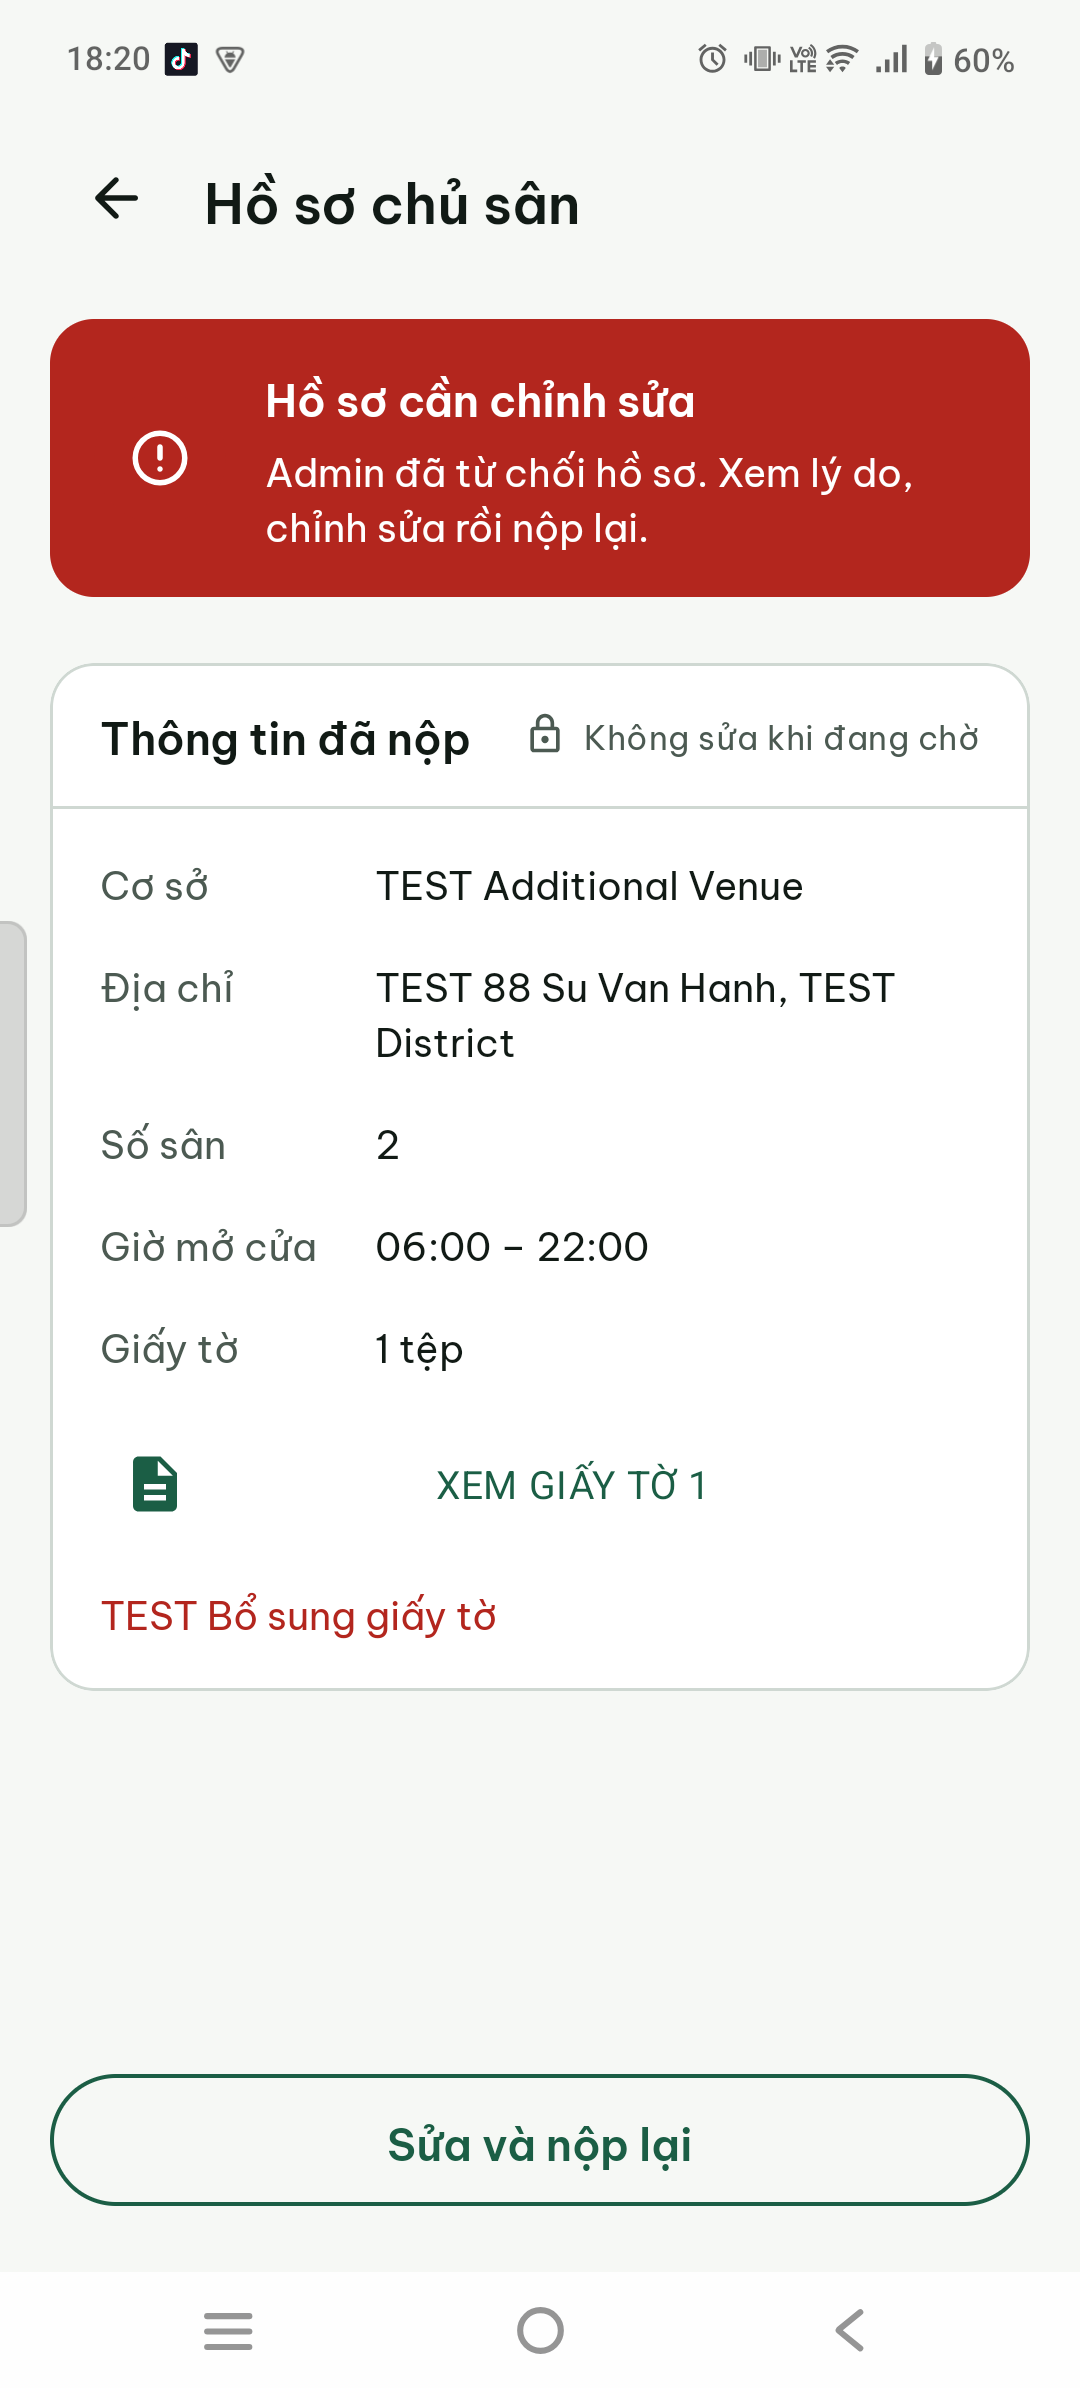 18:20
VoLTE
60%
Hồ sơ chủ sân
Hồ sơ cần chỉnh sửa
Admin đã từ chối hồ sơ. Xem lý do,
chỉnh sửa rồi nộp lại.
Thông tin đã nộp
Không sửa khi đang chờ
Cơ sở
TEST Additional Venue
Địa chỉ
TEST 88 Su Van Hanh, TEST
District
Số sân
2
Giờ mở cửa
06:00 – 22:00
Giấy tờ
1 tệp
XEM GIẤY TỜ 1
TEST Bổ sung giấy tờ
Sửa và nộp lại